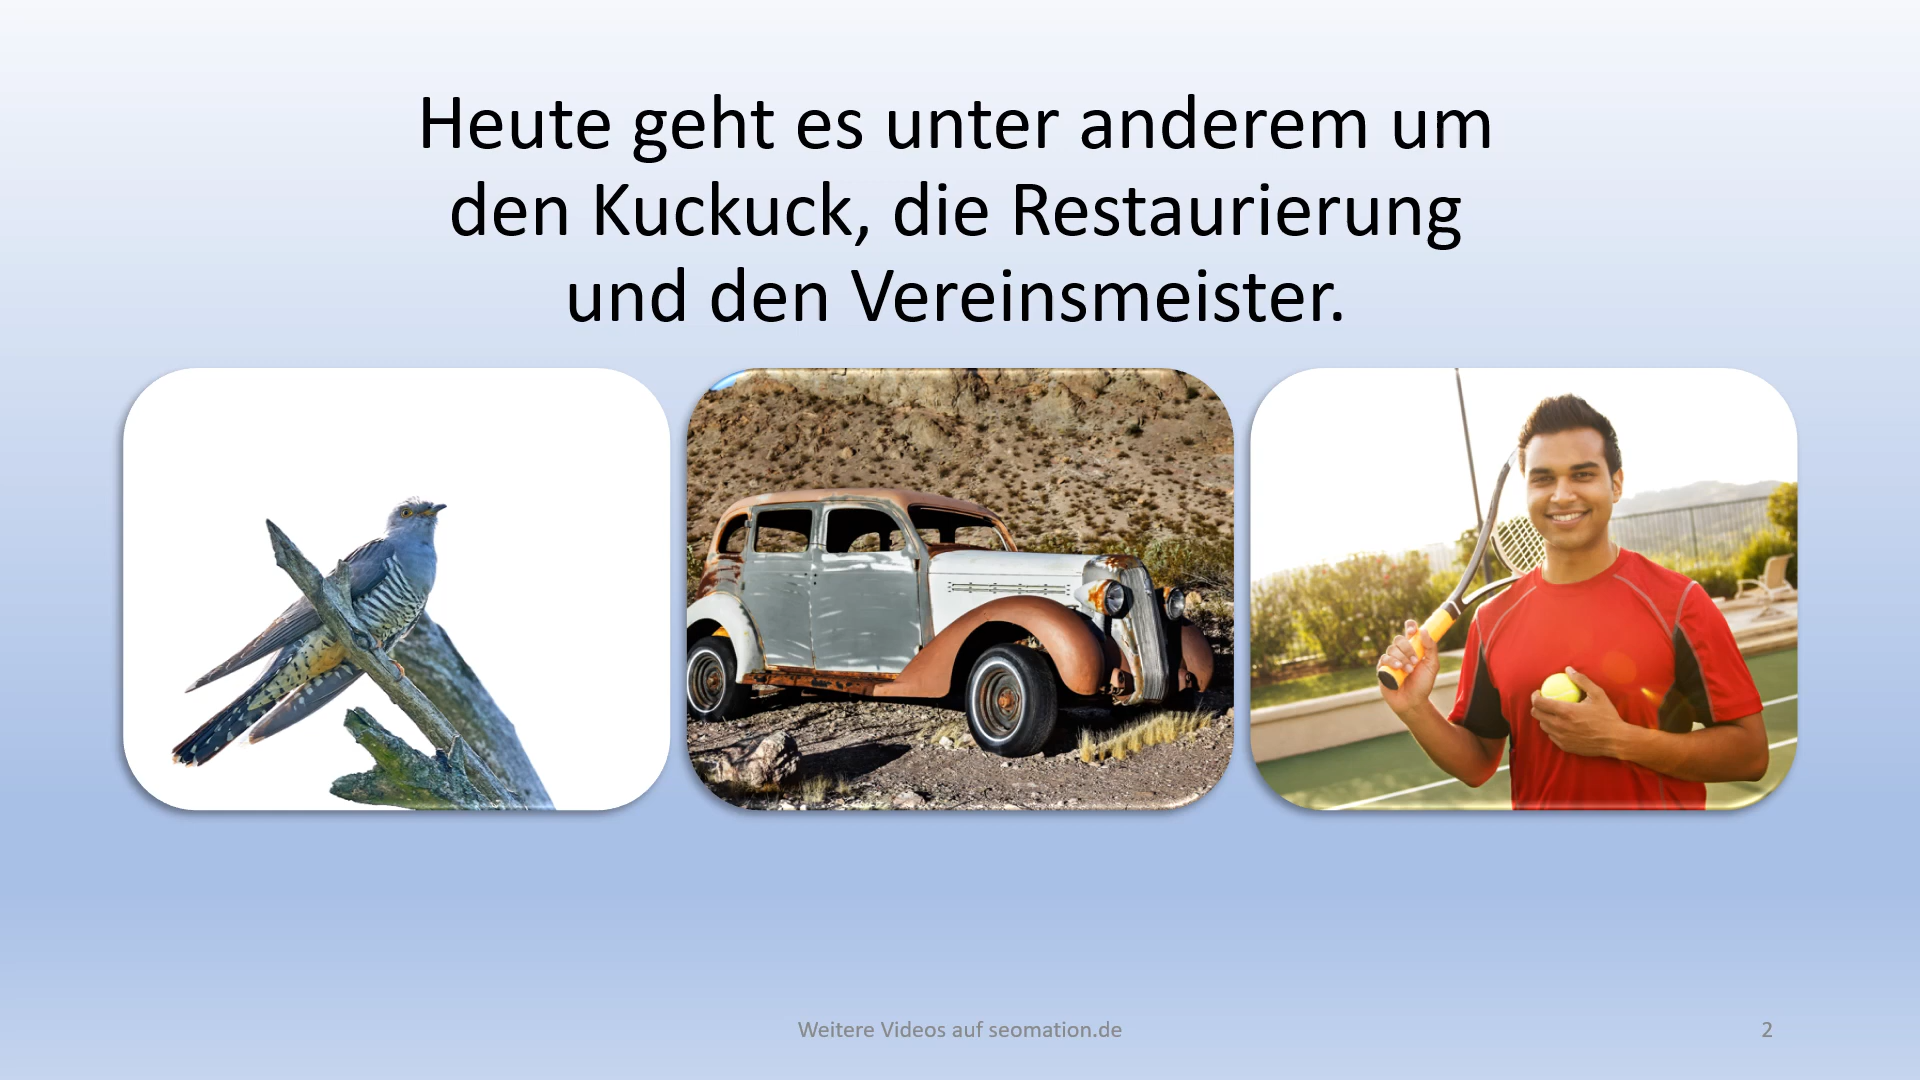 Heute geht es unter anderem um
den Kuckuck, die Restaurierung
und den Vereinsmeister.
Weitere Videos auf seomation.de
2